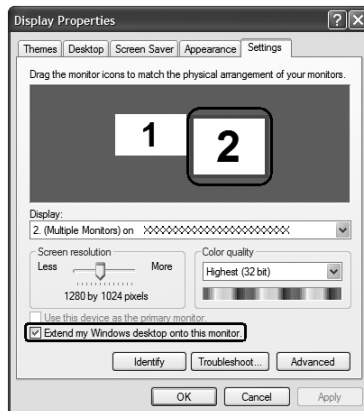 Display Properties
Themes Desktop Screen Saver Appearance Settings
Drag the monitor icons to match the physical arrangement of your monitors.
1 2
Display:
2. (Multiple Monitors) on XXXXXXXXXXXXXXXXXXXXXXXX
Screen resolution
Less More
1280 by 1024 pixels
Color quality
Highest (32 bit)
Use this device as the primary monitor.
Extend my Windows desktop onto this monitor.
Identify Troubleshoot... Advanced
OK Cancel Apply